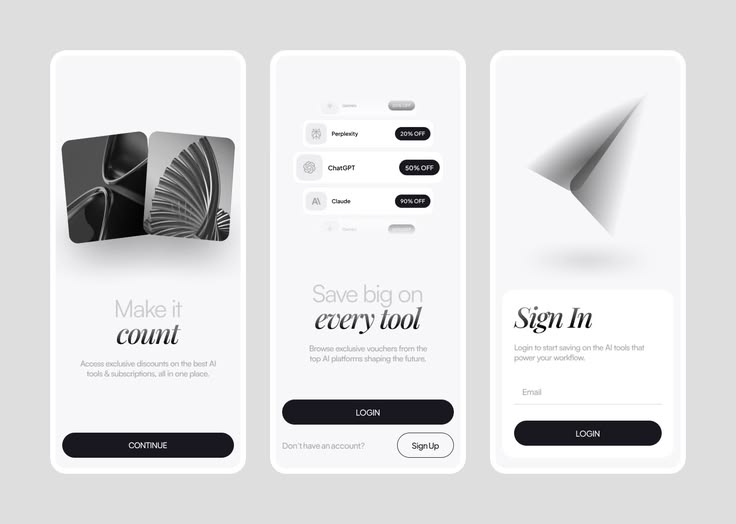 Make it
count
Access exclusive discounts on the best AI
tools & subscriptions, all in one place.
CONTINUE
Perplexity 20% OFF
ChatGPT 50% OFF
Claude 90% OFF
Save big on
every tool
Browse exclusive vouchers from the
top AI platforms shaping the future.
LOGIN
Don't have an account? Sign Up
Sign In
Login to start saving on the AI tools that
power your workflow.
Email
LOGIN